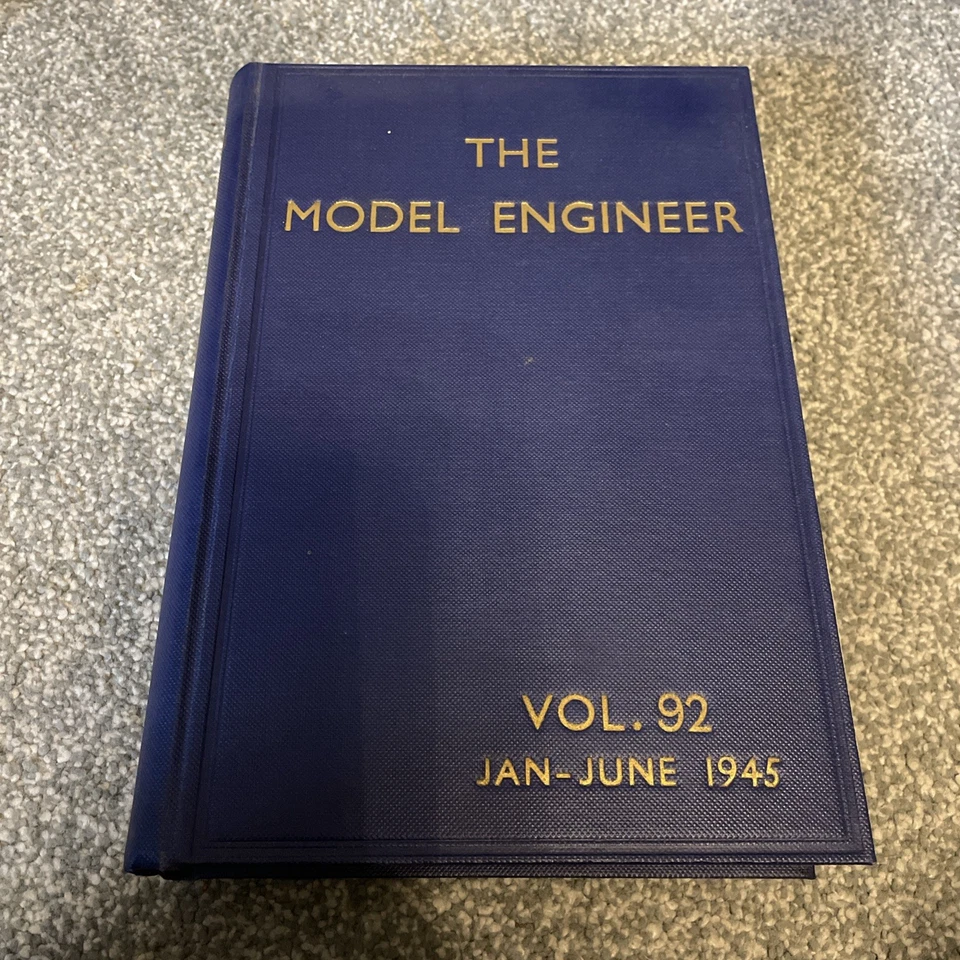 THE
MODEL ENGINEER
VOL. 92
JAN-JUNE 1945